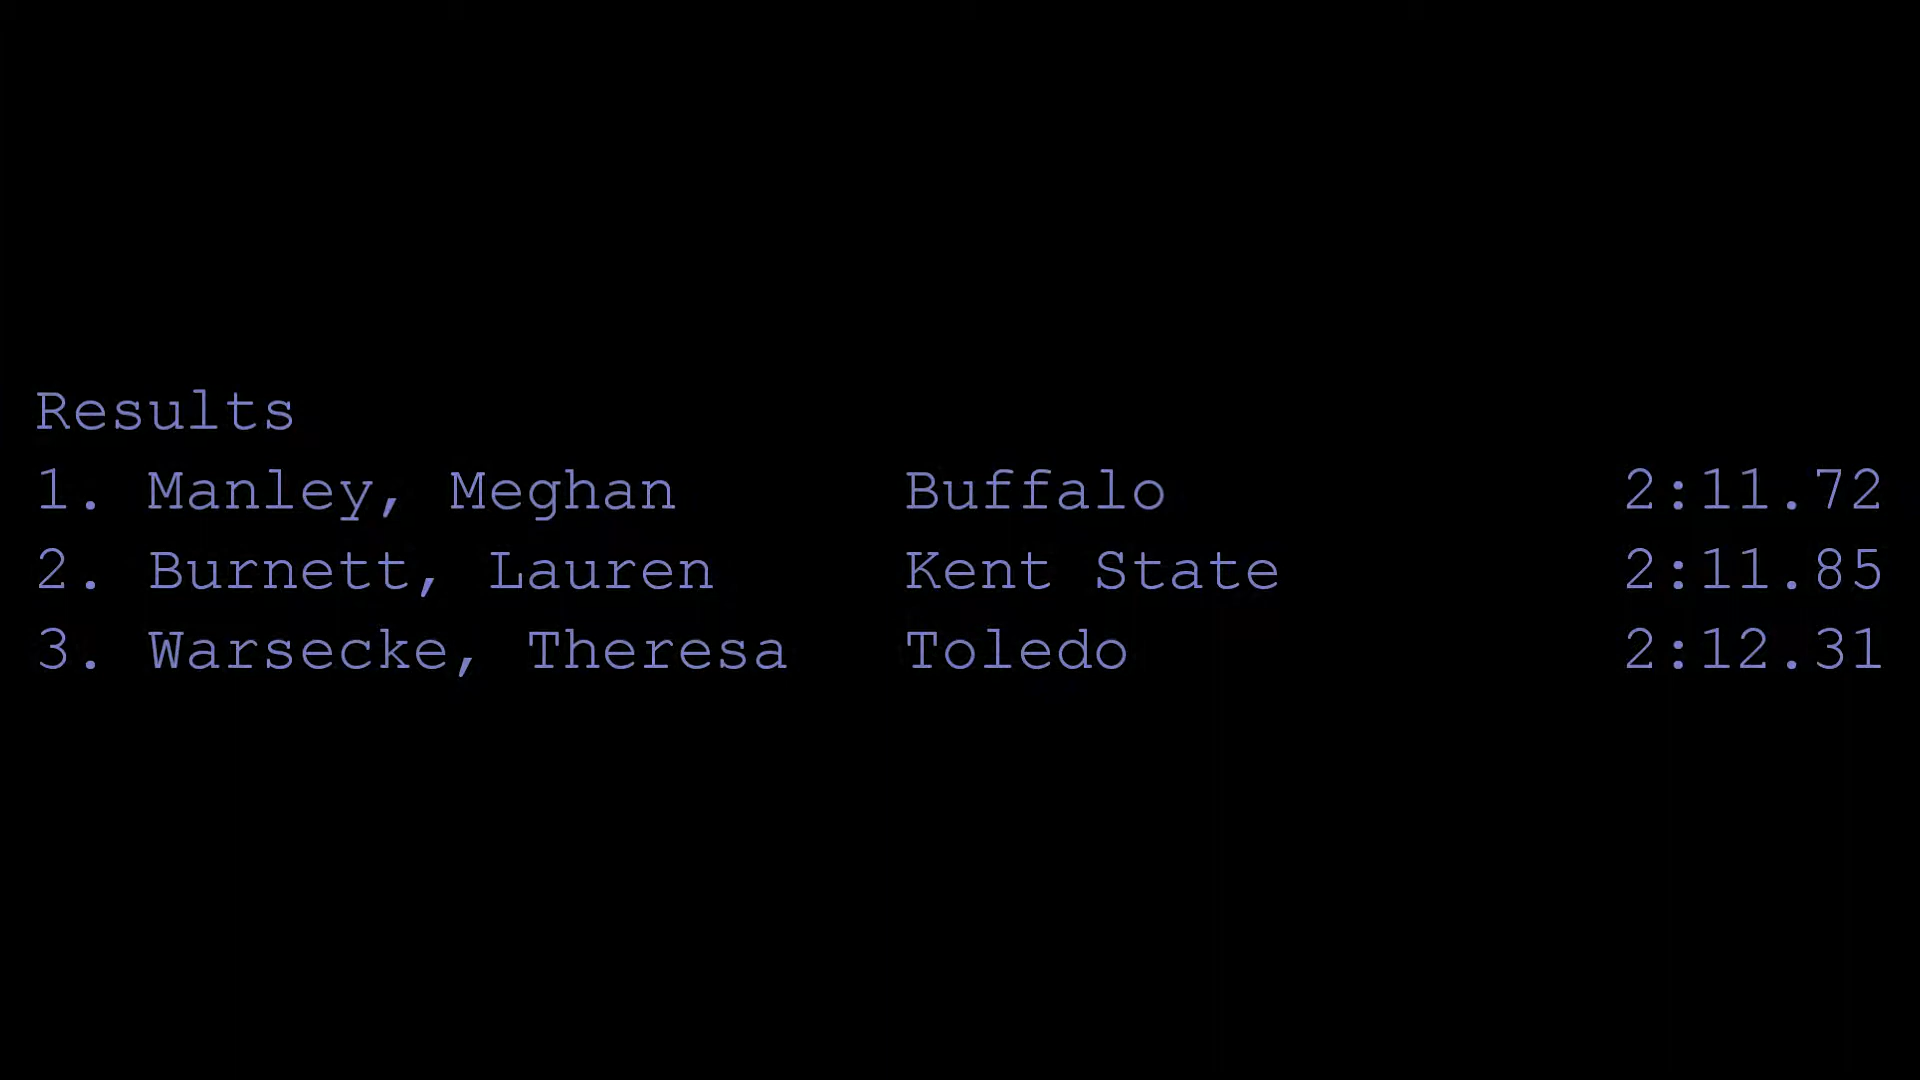 Results
1. Manley, Meghan Buffalo 2:11.72
2. Burnett, Lauren Kent State 2:11.85
3. Warsecke, Theresa Toledo 2:12.31